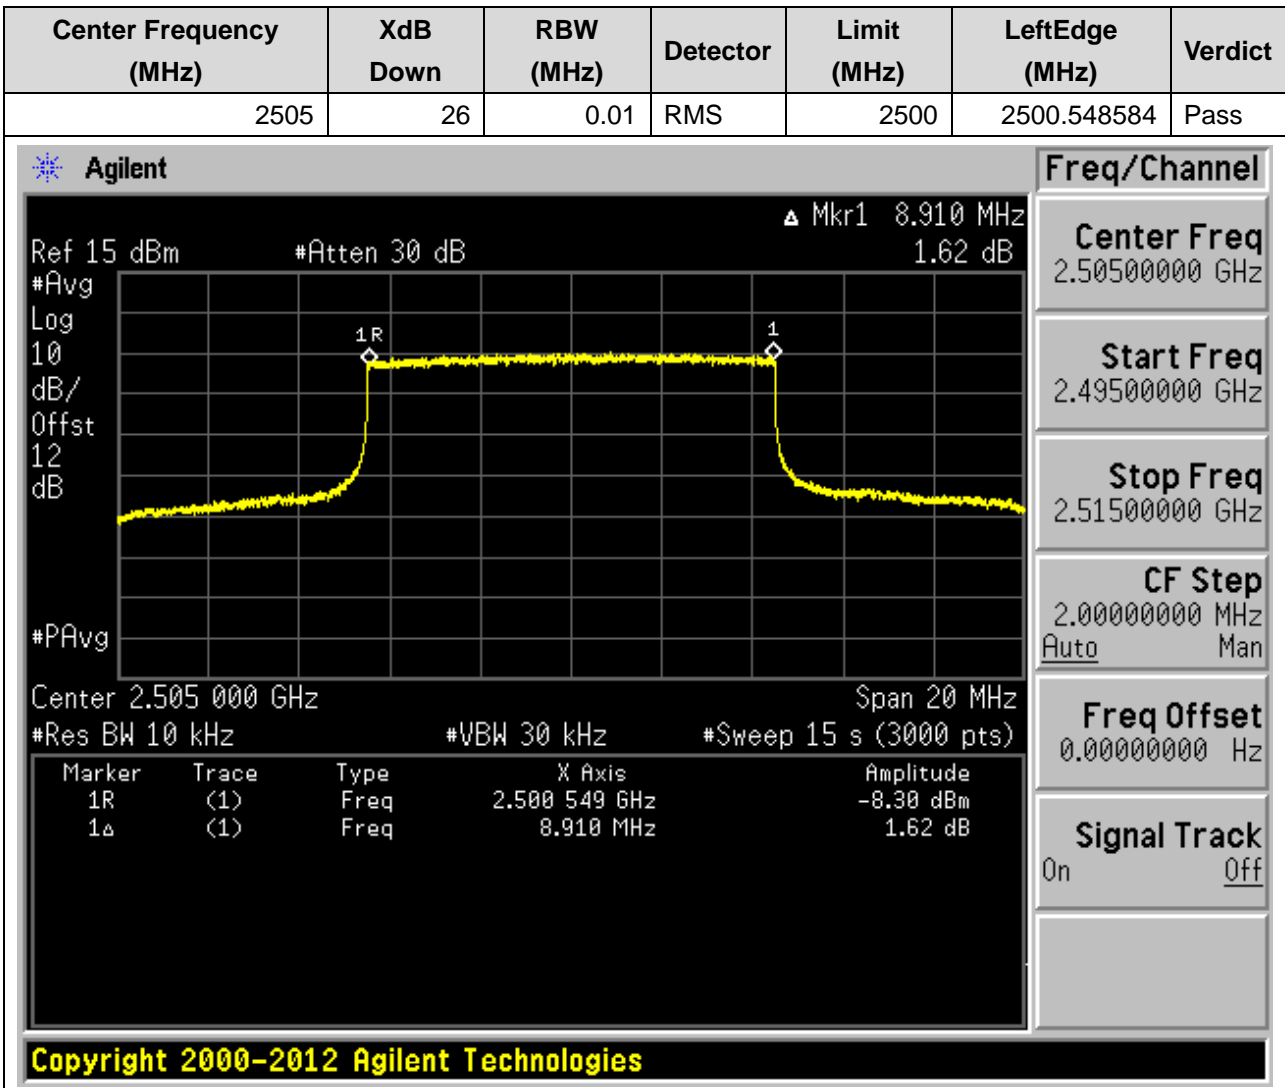 Center Frequency (MHz) XdB Down RBW (MHz) Detector Limit (MHz) LeftEdge (MHz) Verdict
2505 26 0.01 RMS 2500 2500.548584 Pass
Agilent
Freq/Channel
Δ Mkr1 8.910 MHz
Ref 15 dBm #Atten 30 dB 1.62 dB
#Avg
Log
10
dB/
Offst
12
dB
#PAvg
1R
1
Center 2.505 000 GHz Span 20 MHz
#Res BW 10 kHz #VBW 30 kHz #Sweep 15 s (3000 pts)
Marker Trace Type X Axis Amplitude
1R (1) Freq 2.500 549 GHz -8.30 dBm
1Δ (1) Freq 8.910 MHz 1.62 dB
Center Freq
2.50500000 GHz
Start Freq
2.49500000 GHz
Stop Freq
2.51500000 GHz
CF Step
2.00000000 MHz
Auto Man
Freq Offset
0.00000000 Hz
Signal Track
On Off
Copyright 2000-2012 Agilent Technologies